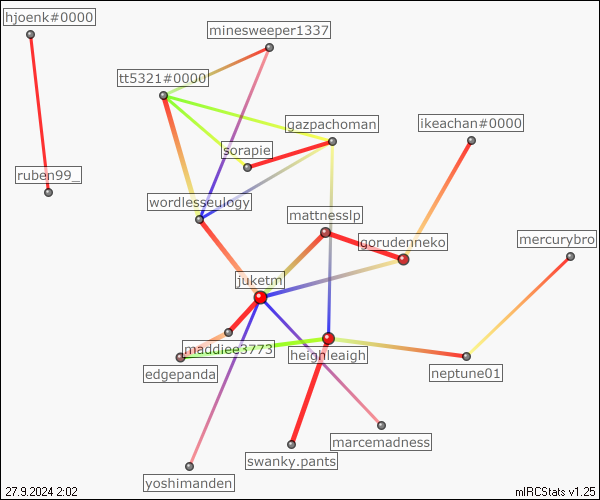 hjoenk#0000
minesweeper1337
tt5321#0000
gazpachoman
ikeachan#0000
sorapie
ruben99_
wordlesseulogy
mattnesslp
gorudenneko
mercurybro
juketm
maddiee3773
heighleaigh
edgepanda
neptune01
marcemadness
swanky.pants
yoshimanden
27.9.2024 2:02
mIRCStats v1.25